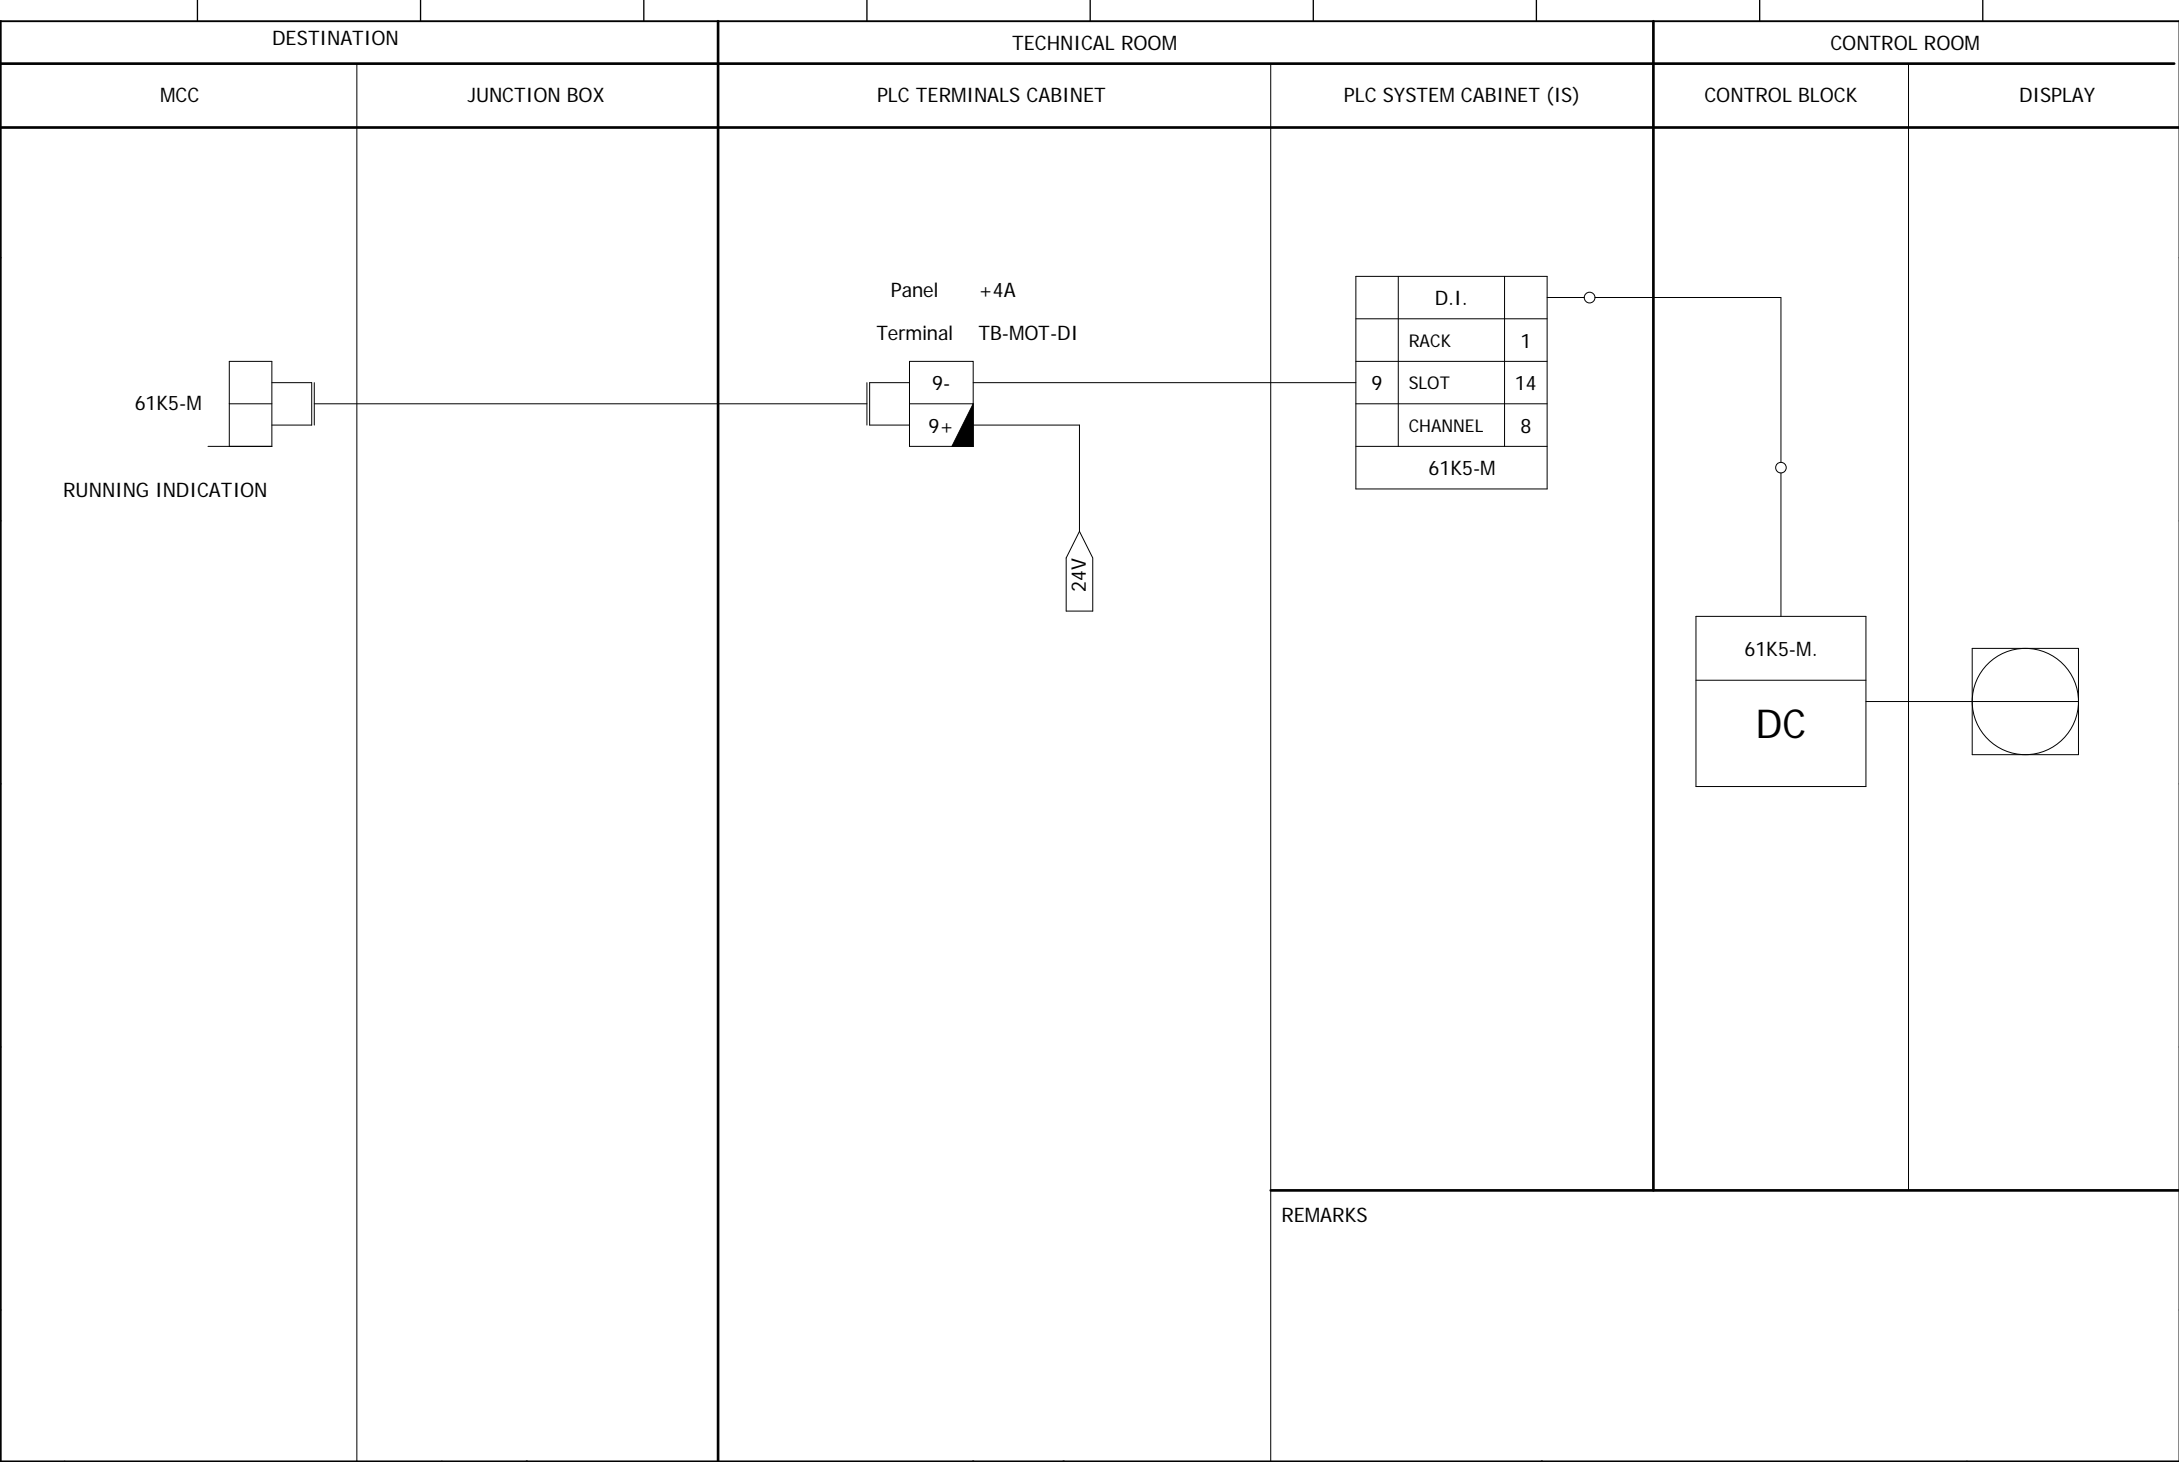 DESTINATION
TECHNICAL ROOM
CONTROL ROOM
MCC
JUNCTION BOX
PLC TERMINALS CABINET
PLC SYSTEM CABINET (IS)
CONTROL BLOCK
DISPLAY
61K5-M
RUNNING INDICATION
Panel +4A
Terminal TB-MOT-DI
9-
9+
24V
D.I.
RACK 1
9 SLOT 14
CHANNEL 8
61K5-M
61K5-M.
DC
REMARKS